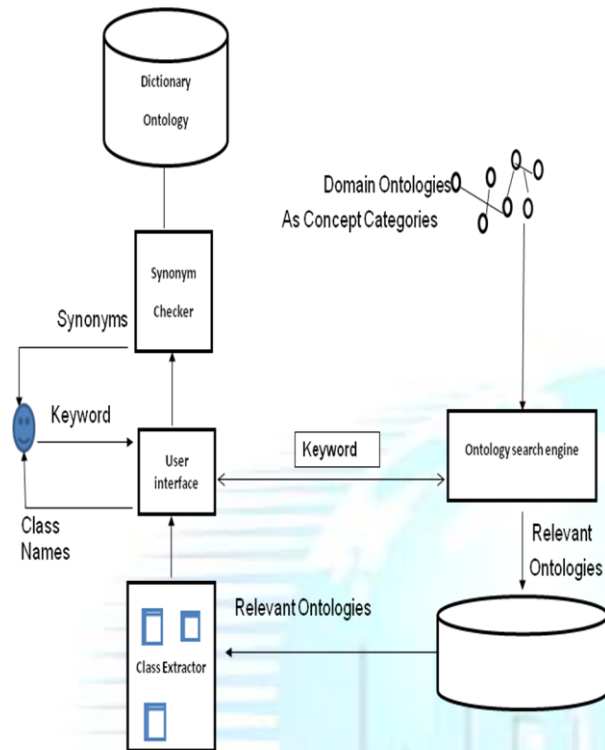 Dictionary
Ontology
Domain Ontologies
As Concept Categories
Synonym
Checker
Synonyms
Keyword
User
interface
Keyword
Ontology search engine
Class
Names
Relevant
Ontologies
Relevant Ontologies
Class Extractor